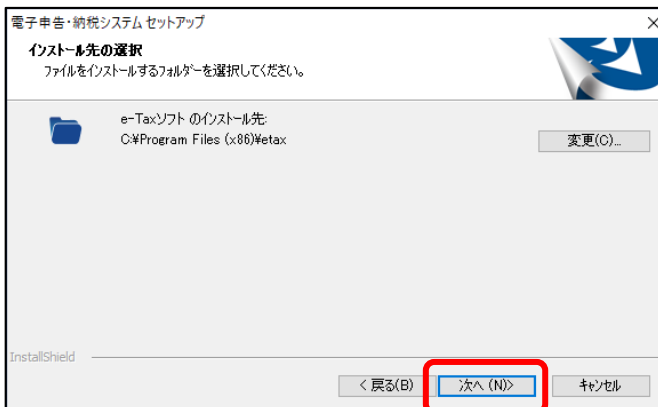 電子申告・納税システム セットアップ
インストール先の選択
ファイルをインストールするフォルダーを選択してください。
e-Taxソフト のインストール先:
C:¥Program Files (x86)¥etax
変更(C)...
InstallShield
< 戻る(B)
次へ (N)>
キャンセル